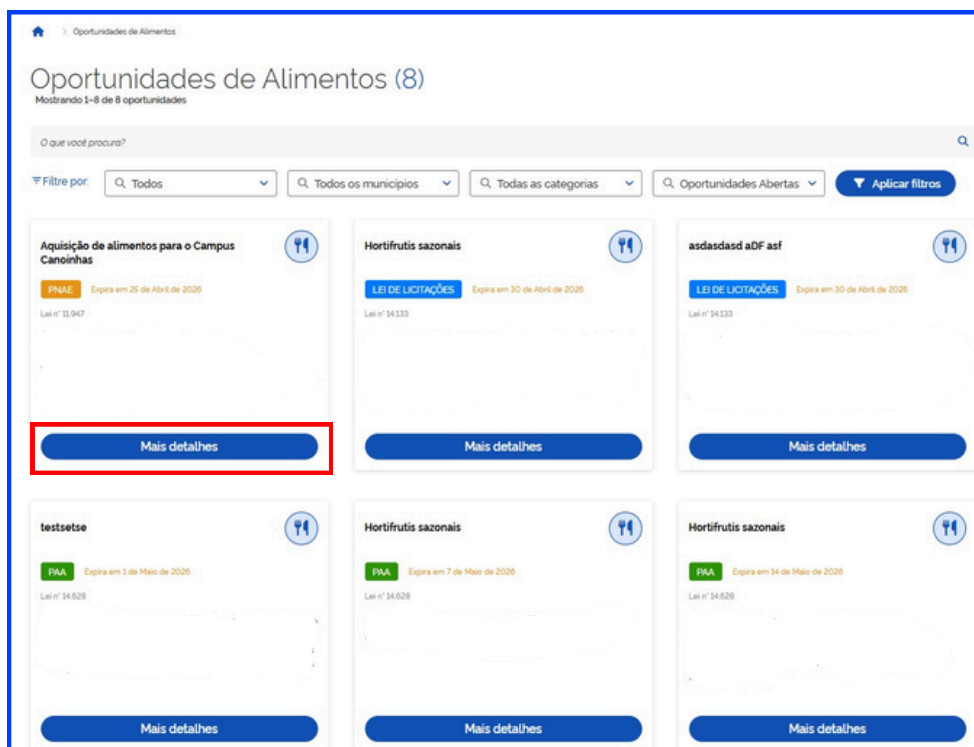 > Oportunidades de Alimentos
Oportunidades de Alimentos (8)
Mostrando 1-8 de 8 oportunidades
O que você procura?
Filtre por:
Todos
Todos os municípios
Todas as categorias
Oportunidades Abertas
Aplicar filtros
Aquisição de alimentos para o Campus
Canoinhas
PNAE Expira em 25 de Abril de 2026
Lei n° 11.947
Mais detalhes
Hortifrutis sazonais
LEI DE LICITAÇÕES Expira em 30 de Abril de 2026
Lei n° 14.133
Mais detalhes
asdasdasd aDF asf
LEI DE LICITAÇÕES Expira em 30 de Abril de 2026
Lei n° 14.133
Mais detalhes
testsetse
PAA Expira em 1 de Maio de 2026
Lei n° 14.628
Mais detalhes
Hortifrutis sazonais
PAA Expira em 7 de Maio de 2026
Lei n° 14.628
Mais detalhes
Hortifrutis sazonais
PAA Expira em 14 de Maio de 2026
Lei n° 14.628
Mais detalhes